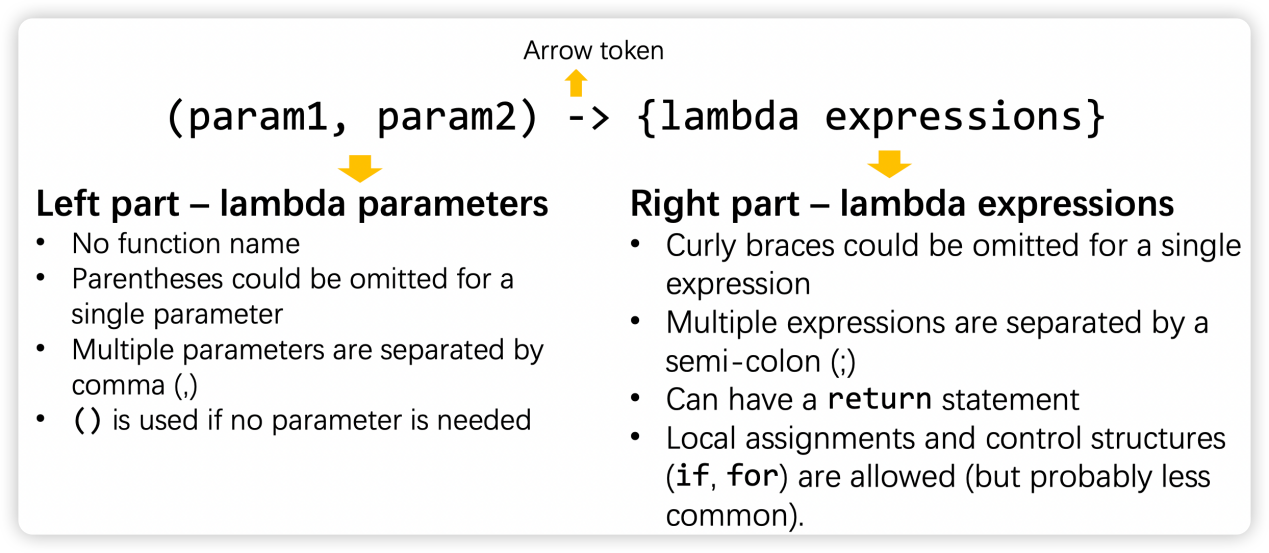 Arrow token
(param1, param2) -> {lambda expressions}
Left part – lambda parameters
• No function name
• Parentheses could be omitted for a
single parameter
• Multiple parameters are separated by
comma (,)
• () is used if no parameter is needed
Right part – lambda expressions
• Curly braces could be omitted for a single
expression
• Multiple expressions are separated by a
semi-colon (;)
• Can have a return statement
• Local assignments and control structures
(if, for) are allowed (but probably less
common).